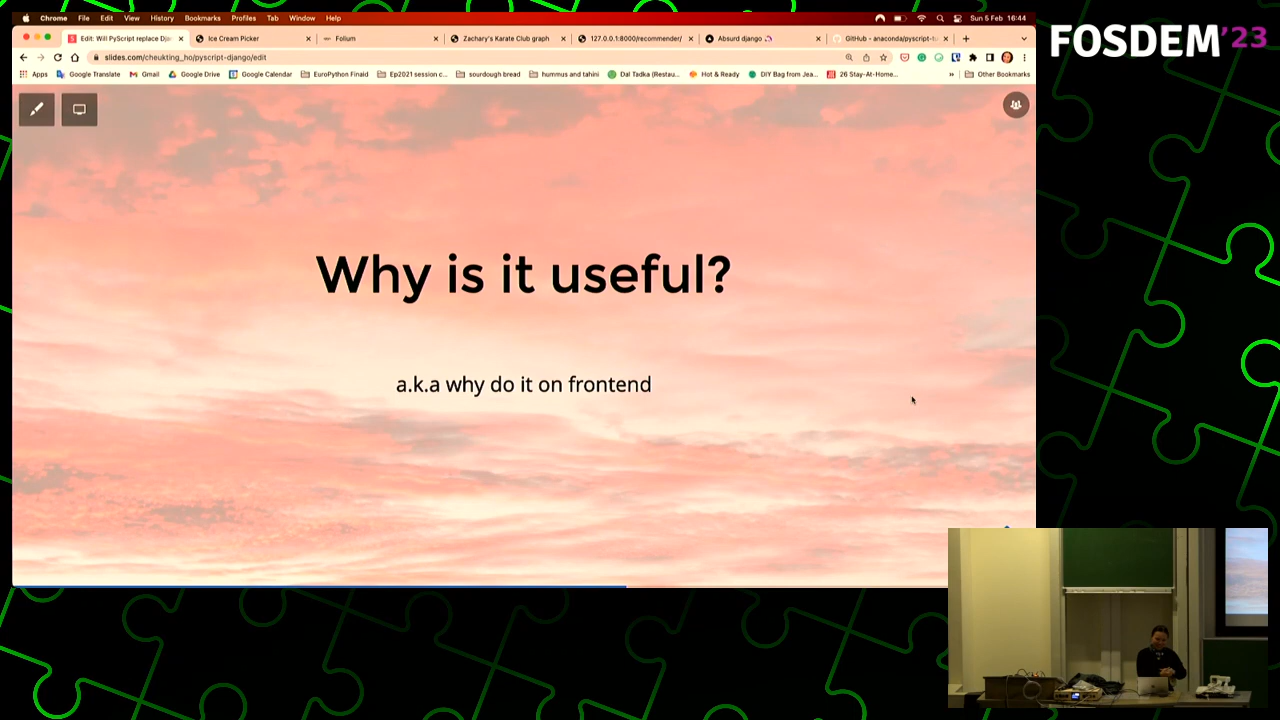 Chrome File Edit View History Bookmarks Profiles Tab Window Help
Sun 5 Feb 16:44
FOSDEM'23
Edit: Will PyScript replace Dja
Ice Cream Picker
Folium
Zachary's Karate Club graph
127.0.0.1:8000/recommender/
Absurd django
GitHub - anaconda/pyscript-t
slides.com/cheukting_ho/pyscript-django/edit
Apps Google Translate Gmail Google Drive Google Calendar EuroPython Finaid Ep2021 session c... sourdough bread hummus and tahini Dal Tadka (Restau... Hot & Ready DIY Bag from Jea... 26 Stay-At-Home... » Other Bookmarks
Why is it useful?
a.k.a why do it on frontend